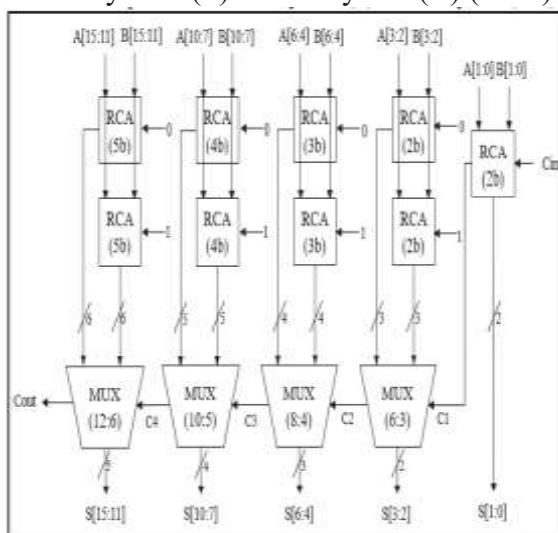 A[15:11] B[15:11] A[10:7] B[10:7] A[6:4] B[6:4] A[3:2] B[3:2]
A[1:0] B[1:0]
RCA (5b) 0 RCA (4b) 0 RCA (3b) 0 RCA (2b) 0
RCA (2b) Cin
RCA (5b) 1 RCA (4b) 1 RCA (3b) 1 RCA (2b) 1
6 6 5 5 4 4 3 3 2
Cout MUX (12:6) C4 MUX (10:5) C3 MUX (8:4) C2 MUX (6:3) C1
5 4 3 2
S[15:11] S[10:7] S[6:4] S[3:2] S[1:0]